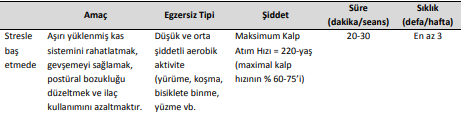 Amaç Egzersiz Tipi Şiddet Süre (dakika/seans) Sıklık (defa/hafta)
Stresle baş etmede
Aşırı yüklenmiş kas
sistemini rahatlatmak,
gevşemeyi sağlamak,
postüral bozukluğu
düzeltmek ve ilaç
kullanımını azaltmaktır.
Düşük ve orta
şiddetli aerobik
aktivite
(yürüme, koşma,
bisiklete binme,
yüzme vb.
Maksimum Kalp
Atım Hızı = 220-yaş
(maximal kalp
hızının % 60-75'i)
20-30
En az 3